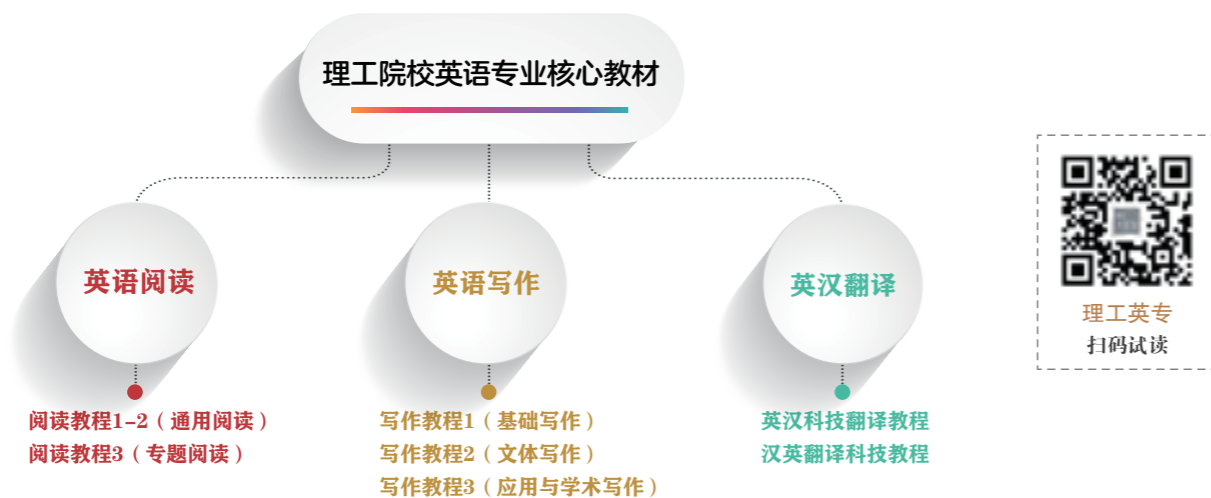 理工院校英语专业核心教材
英语阅读
英语写作
英汉翻译
阅读教程1-2（通用阅读）
阅读教程3（专题阅读）
写作教程1（基础写作）
写作教程2（文体写作）
写作教程3（应用与学术写作）
英汉科技翻译教程
汉英翻译科技教程
理工英专
扫码试读